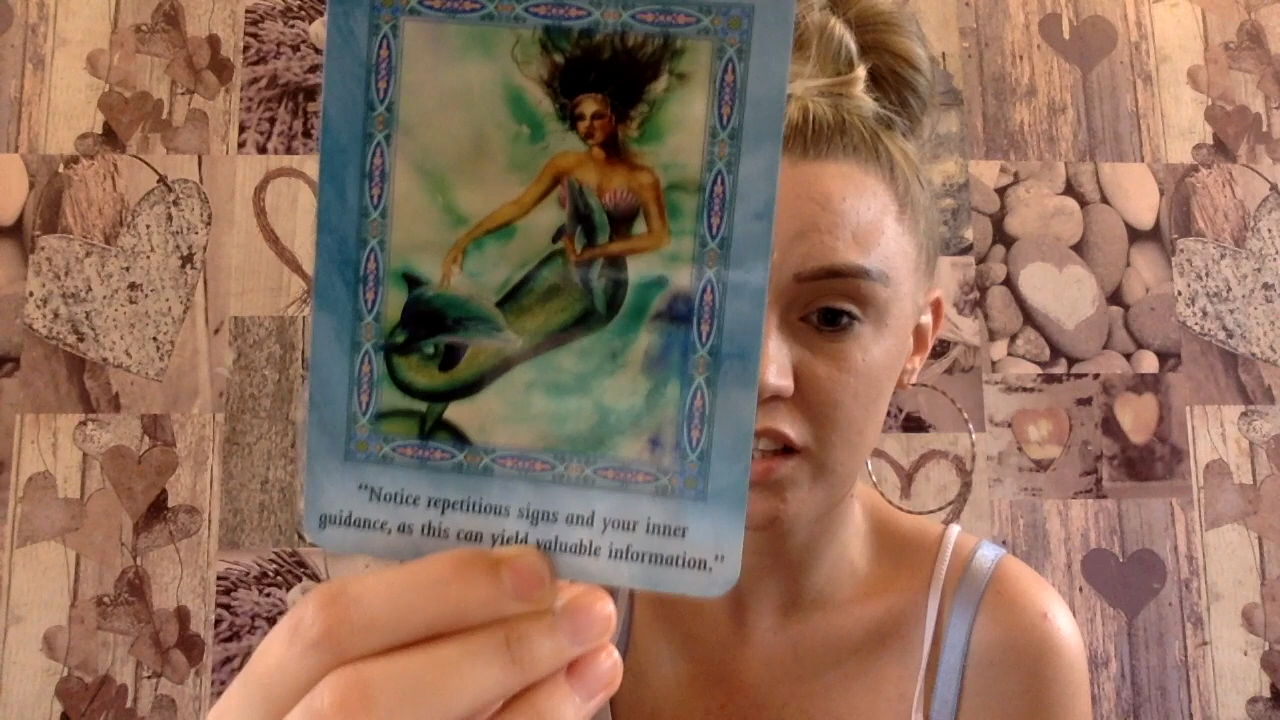 “Notice repetitious signs and your inner
guidance, as this can yield valuable information.”